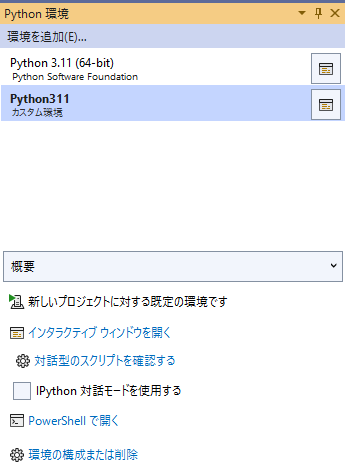 Python 環境
環境を追加(E)...
Python 3.11 (64-bit)
Python Software Foundation
Python311
カスタム環境
概要
新しいプロジェクトに対する既定の環境です
インタラクティブ ウィンドウを開く
対話型のスクリプトを確認する
IPython 対話モードを使用する
PowerShell で開く
環境の構成または削除